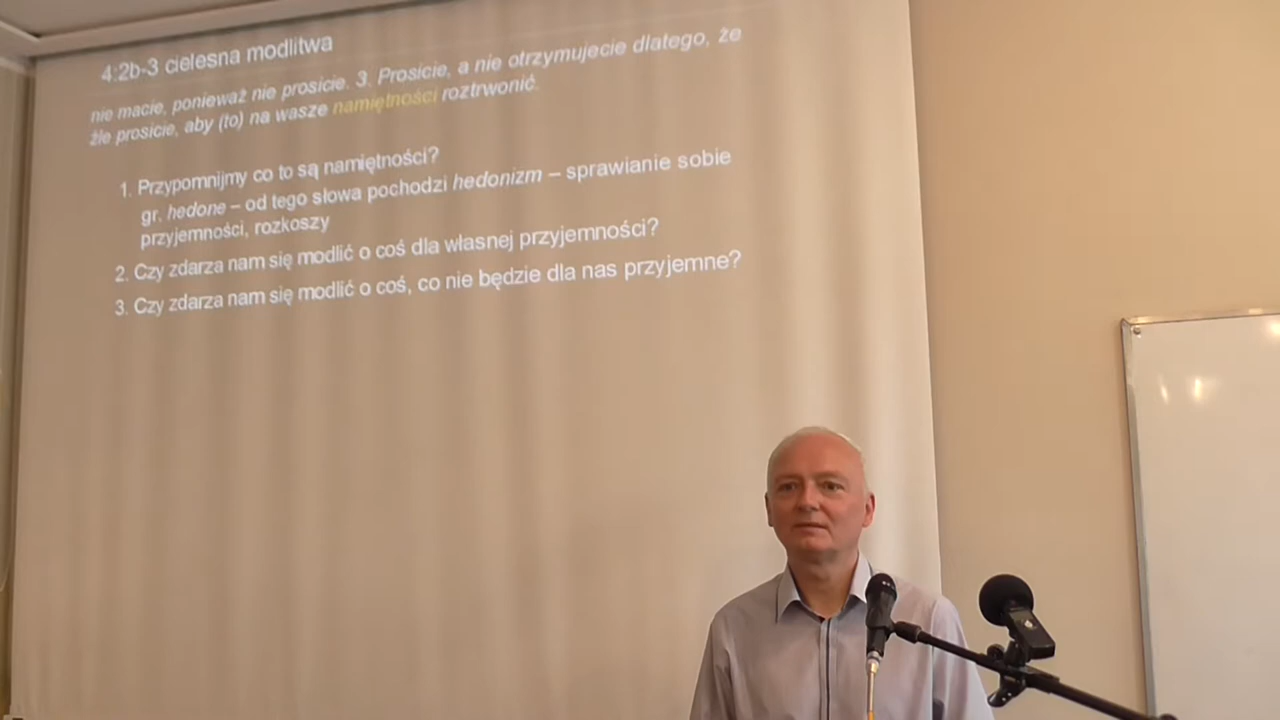 4:2b-3 cielesna modlitwa
nie macie, ponieważ nie prosicie. 3. Prosicie, a nie otrzymujecie dlatego, że
źle prosicie, aby (to) na wasze namiętności roztrwonić.
1. Przypomnijmy co to są namiętności?
gr. hedone – od tego słowa pochodzi hedonizm – sprawianie sobie
przyjemności, rozkoszy
2. Czy zdarza nam się modlić o coś dla własnej przyjemności?
3. Czy zdarza nam się modlić o coś, co nie będzie dla nas przyjemne?